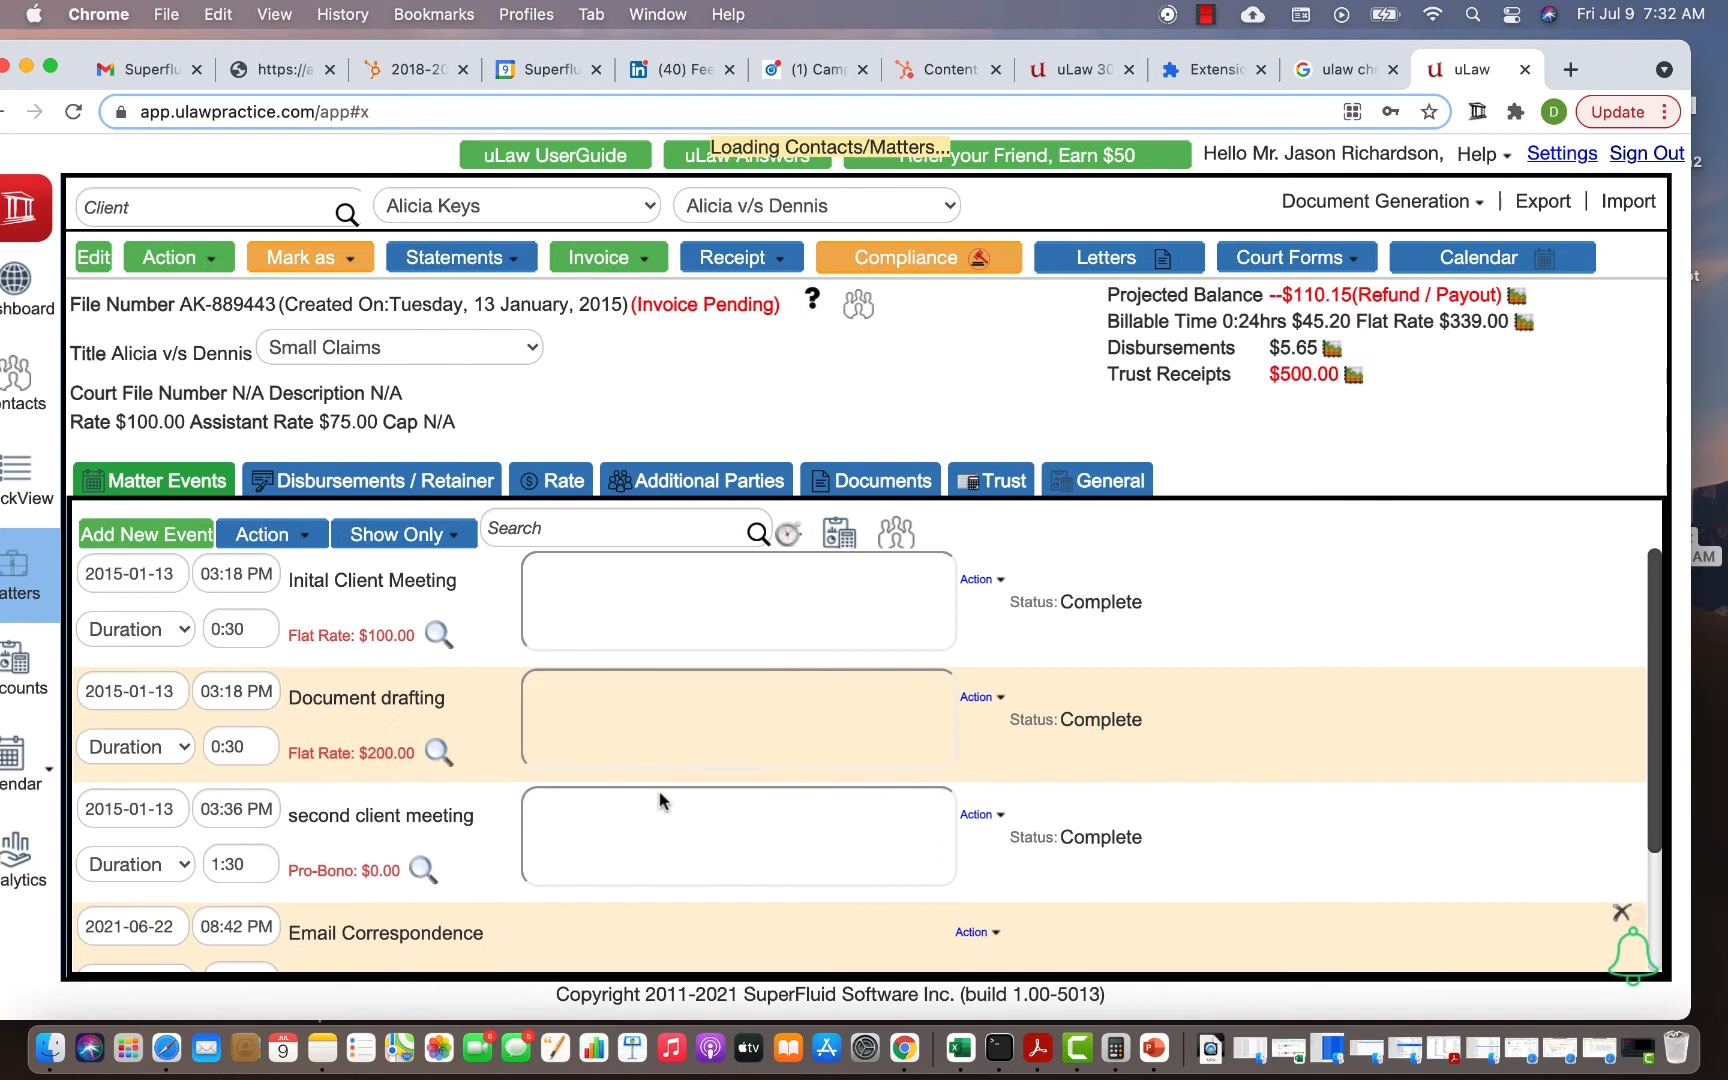 Chrome File Edit View History Bookmarks Profiles Tab Window Help Fri Jul 9 7:32 AM
Superflu https://a 2018-20 Superflu (40) Fee (1) Cam Content uLaw 30 Extensio ulaw chr uLaw
app.ulawpractice.com/app#x D Update
uLaw UserGuide uLaw Answers Loading Contacts/Matters... Refer your Friend, Earn $50 Hello Mr. Jason Richardson, Help Settings Sign Out
Client Alicia Keys Alicia v/s Dennis Document Generation | Export | Import
Edit Action Mark as Statements Invoice Receipt Compliance Letters Court Forms Calendar
File Number AK-889443(Created On:Tuesday, 13 January, 2015)(Invoice Pending) ?
Projected Balance --$110.15(Refund / Payout)
Billable Time 0:24hrs $45.20 Flat Rate $339.00
Title Alicia v/s Dennis Small Claims
Disbursements $5.65
Trust Receipts $500.00
Court File Number N/A Description N/A
Rate $100.00 Assistant Rate $75.00 Cap N/A
shboard
ntacts
ckView
atters
counts
endar
alytics
Matter Events Disbursements / Retainer Rate Additional Parties Documents Trust General
Add New Event Action Show Only Search
2015-01-13 03:18 PM Inital Client Meeting Action
Status: Complete
Duration 0:30 Flat Rate: $100.00
2015-01-13 03:18 PM Document drafting Action
Status: Complete
Duration 0:30 Flat Rate: $200.00
2015-01-13 03:36 PM second client meeting Action
Status: Complete
Duration 1:30 Pro-Bono: $0.00
2021-06-22 08:42 PM Email Correspondence Action
AM
Copyright 2011-2021 SuperFluid Software Inc. (build 1.00-5013)
JUL
9
tv